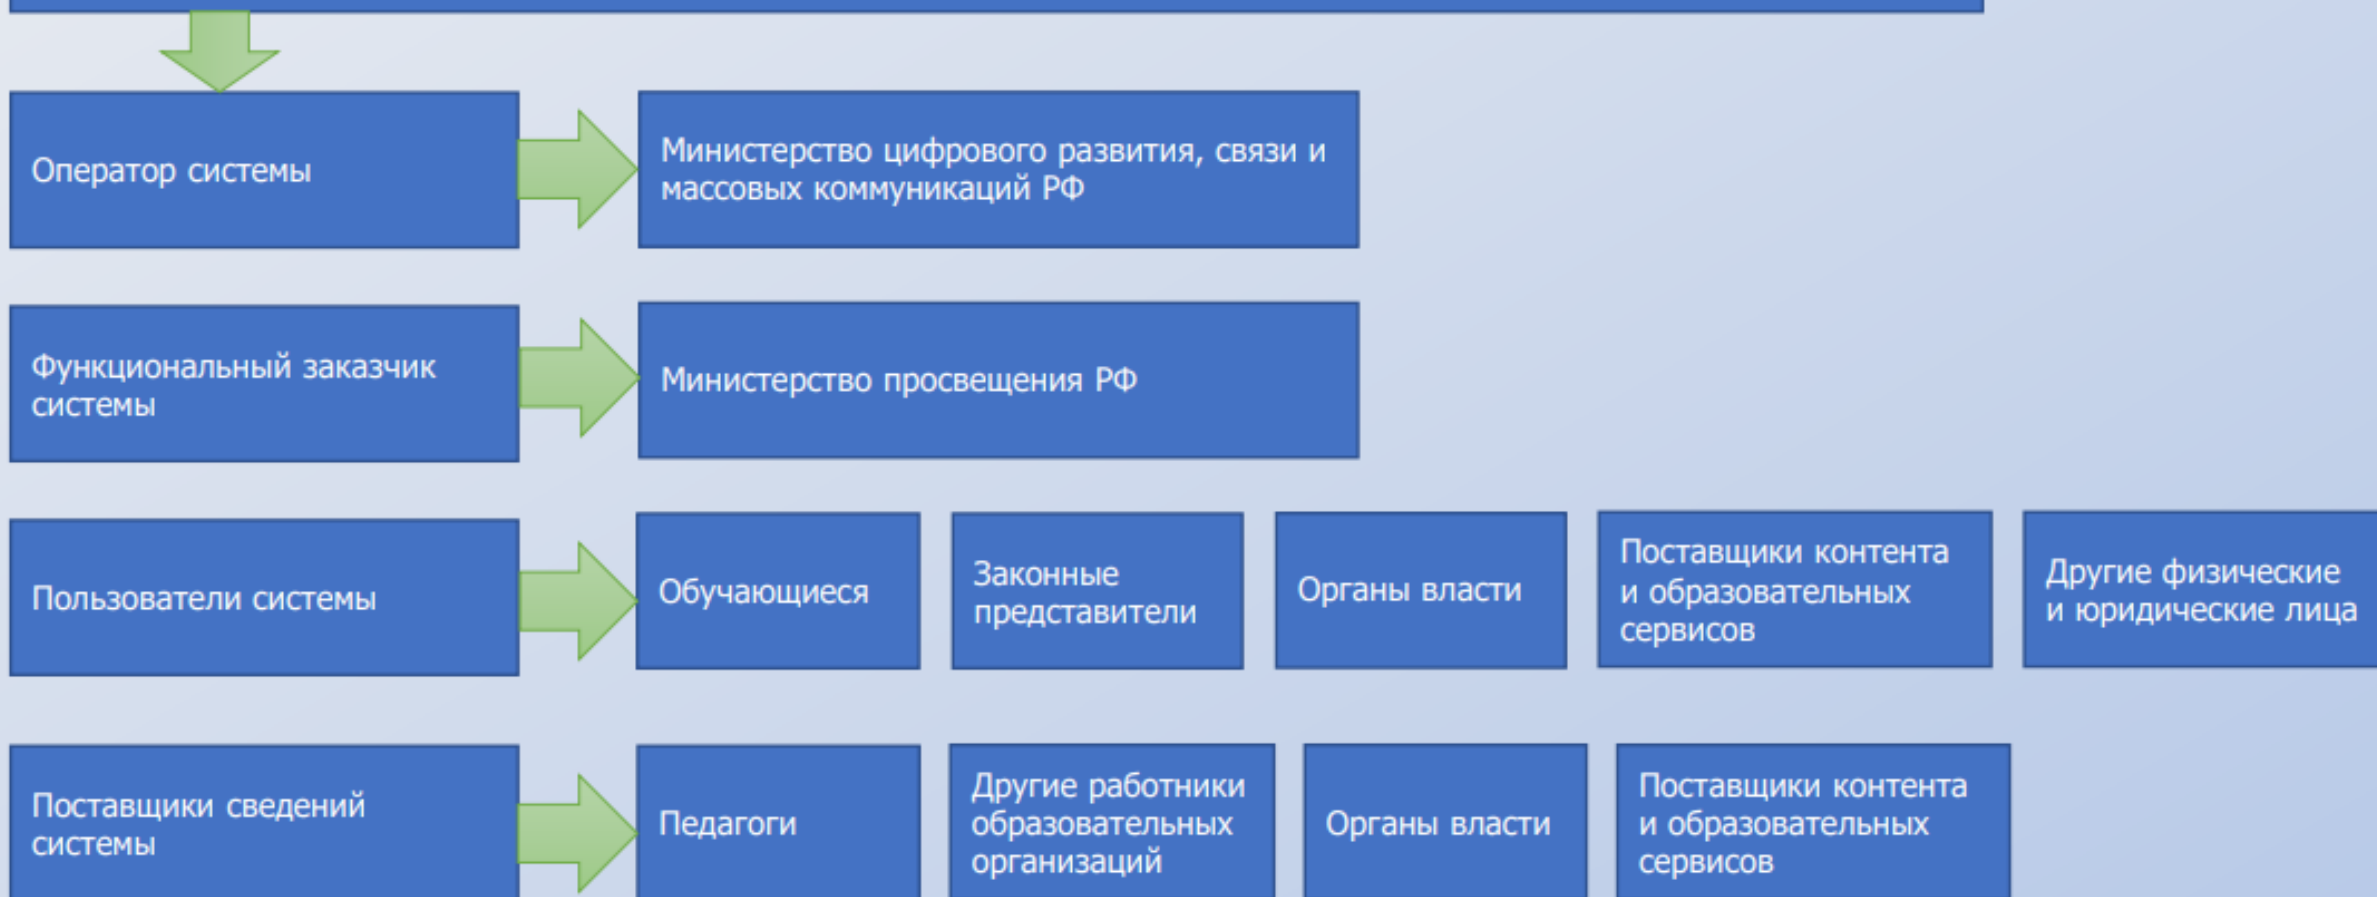 Оператор системы
Министерство цифрового развития, связи и
массовых коммуникаций РФ
Функциональный заказчик
системы
Министерство просвещения РФ
Пользователи системы
Обучающиеся
Законные
представители
Органы власти
Поставщики контента
и образовательных
сервисов
Другие физические
и юридические лица
Поставщики сведений
системы
Педагоги
Другие работники
образовательных
организаций
Органы власти
Поставщики контента
и образовательных
сервисов